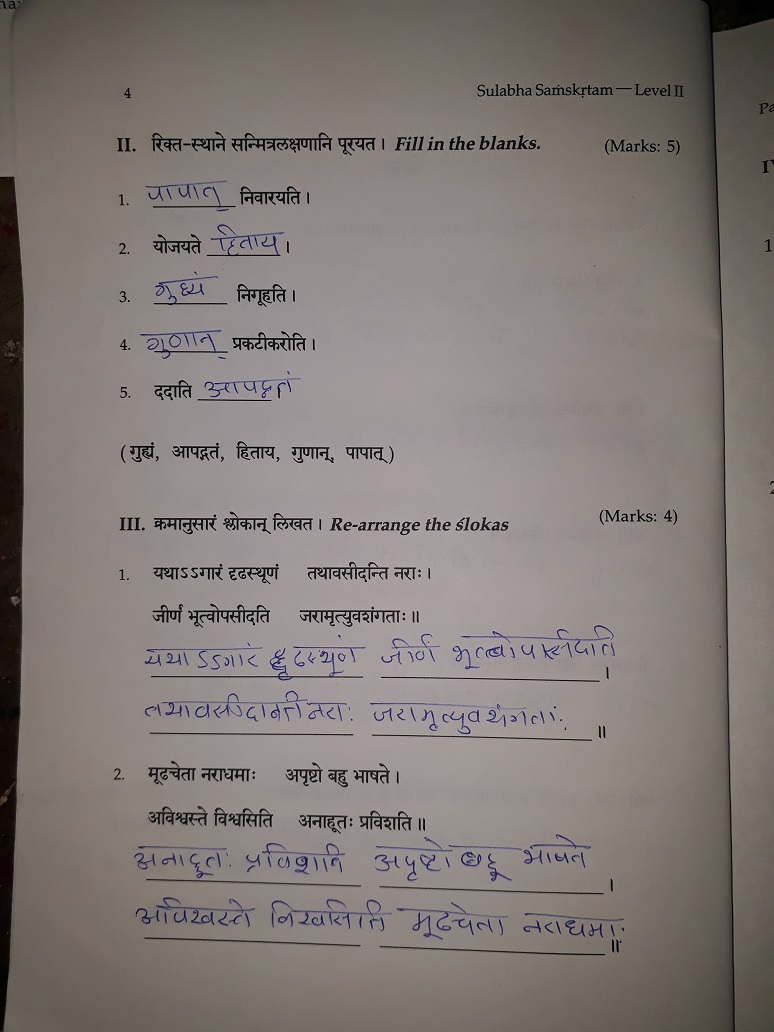 4 Sulabha Saṁskṛtam — Level II
II. रिक्त-स्थाने सन्मित्रलक्षणानि पूरयत । Fill in the blanks. (Marks: 5)
1. पापात् निवारयति ।
2. योजयते हिताय ।
3. गुध्यं निगूहति ।
4. गुणान् प्रकटीकरोति ।
5. ददाति आपद्गतं ।
(गुह्यं, आपद्गतं, हिताय, गुणान्, पापात्)
III. क्रमानुसारं श्लोकान् लिखत । Re-arrange the ślokas (Marks: 4)
1. यथाऽऽगारं दृढस्थूणं तथावसीदन्ति नराः ।
जीर्ण भूत्वोपसीदति जरामृत्युवशंगताः ॥
यथाऽऽगारं दृढस्थूणं जीर्णं भूत्वोपसीदति ।
तथावसीदन्ती नराः जरामृत्युवशंगताः ॥
2. मूढचेता नराधमाः अपृष्टो बहु भाषते ।
अविश्वस्ते विश्वसिति अनाहूतः प्रविशति ॥
अनाहूतः प्रविशति अपृष्टो बहू भाषते ।
अविश्वस्ते विश्वसिति मूढचेता नराधमाः ॥
Pa
IV
1
2